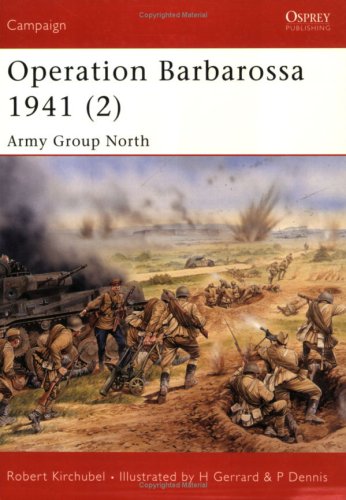 Campaign
OSPREY
PUBLISHING
Operation Barbarossa
1941 (2)
Army Group North
Robert Kirchubel • Illustrated by H Gerrard & P Dennis